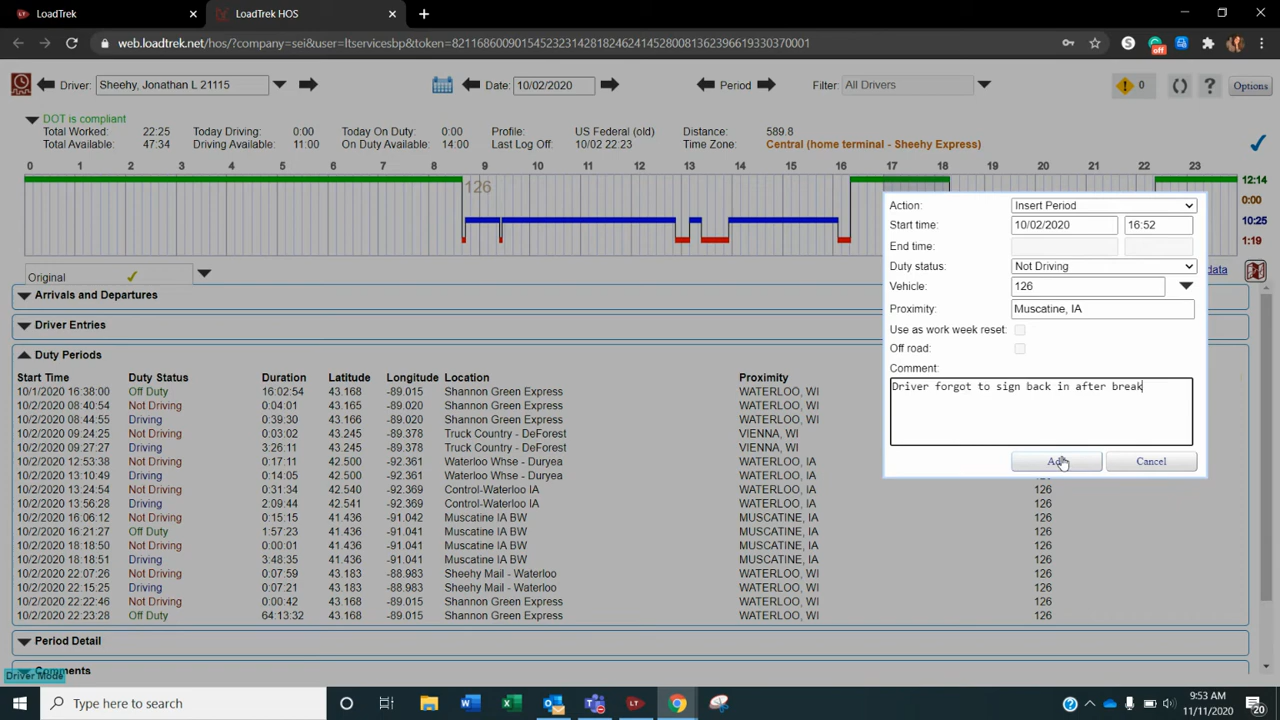 LoadTrek
LoadTrek HOS
web.loadtrek.net/hos/?company=sei&user=ltservicesbp&token=82116860090154523231428182462414528008136239661933037​0001
Driver: Sheehy, Jonathan L 21115 Date: 10/02/2020 Period Filter: All Drivers 0 Options
DOT is compliant
Total Worked: 22:25 Today Driving: 0:00 Today On Duty: 0:00 Profile: US Federal (old) Distance: 589.8
Total Available: 47:34 Driving Available: 11:00 On Duty Available: 14:00 Last Log Off: 10/02 22:23 Time Zone: Central (home terminal - Sheehy Express)
0 1 2 3 4 5 6 7 8 9 10 11 12 13 14 15 16 17 18 19 20 21 22 23
12:14
126
0:00
10:25
1:19
Original
data
Action: Insert Period
Start time: 10/02/2020 16:52
End time:
Duty status: Not Driving
Vehicle: 126
Proximity: Muscatine, IA
Use as work week reset:
Off road:
Comment:
Driver forgot to sign back in after break
Cancel
Arrivals and Departures
Driver Entries
Duty Periods
Start Time Duty Status Duration Latitude Longitude Location Proximity
10/1/2020 16:38:00 Off Duty 16:02:54 43.168 -89.015 Shannon Green Express WATERLOO, WI
10/2/2020 08:40:54 Not Driving 0:04:01 43.165 -89.015 Shannon Green Express WATERLOO, WI
10/2/2020 08:44:55 Driving 0:39:30 43.166 -89.015 Shannon Green Express WATERLOO, WI
10/2/2020 09:24:25 Not Driving 0:03:02 43.245 -89.378 Truck Country - DeForest VIENNA, WI
10/2/2020 09:27:27 Driving 3:26:11 43.245 -89.378 Truck Country - DeForest VIENNA, WI
10/2/2020 12:53:38 Not Driving 0:17:11 42.500 -92.361 Waterloo Whse - Duryea WATERLOO, IA
10/2/2020 13:10:49 Driving 0:14:05 42.500 -92.361 Waterloo Whse - Duryea WATERLOO, IA
10/2/2020 13:24:54 Not Driving 0:31:34 42.540 -92.369 Control-Waterloo IA WATERLOO, IA 126
10/2/2020 13:56:28 Driving 2:09:44 42.541 -92.369 Control-Waterloo IA WATERLOO, IA 126
10/2/2020 16:06:12 Not Driving 0:15:15 41.436 -91.042 Muscatine IA BW MUSCATINE, IA 126
10/2/2020 16:21:27 Off Duty 1:57:23 41.436 -91.038 Muscatine IA BW MUSCATINE, IA 126
10/2/2020 18:18:50 Not Driving 0:00:01 41.436 -91.038 Muscatine IA BW MUSCATINE, IA 126
10/2/2020 18:18:51 Driving 3:48:35 41.436 -91.038 Muscatine IA BW MUSCATINE, IA 126
10/2/2020 22:07:26 Not Driving 0:07:59 43.183 -88.983 Sheehy Mail - Waterloo WATERLOO, WI 126
10/2/2020 22:15:25 Driving 0:07:21 43.183 -88.983 Sheehy Mail - Waterloo WATERLOO, WI 126
10/2/2020 22:22:46 Not Driving 0:00:42 43.168 -89.015 Shannon Green Express WATERLOO, WI 126
10/2/2020 22:23:28 Off Duty 64:13:32 43.168 -89.015 Shannon Green Express WATERLOO, WI 126
Period Detail
Comments
Driver Mode
Type here to search
9:53 AM
11/11/2020
20